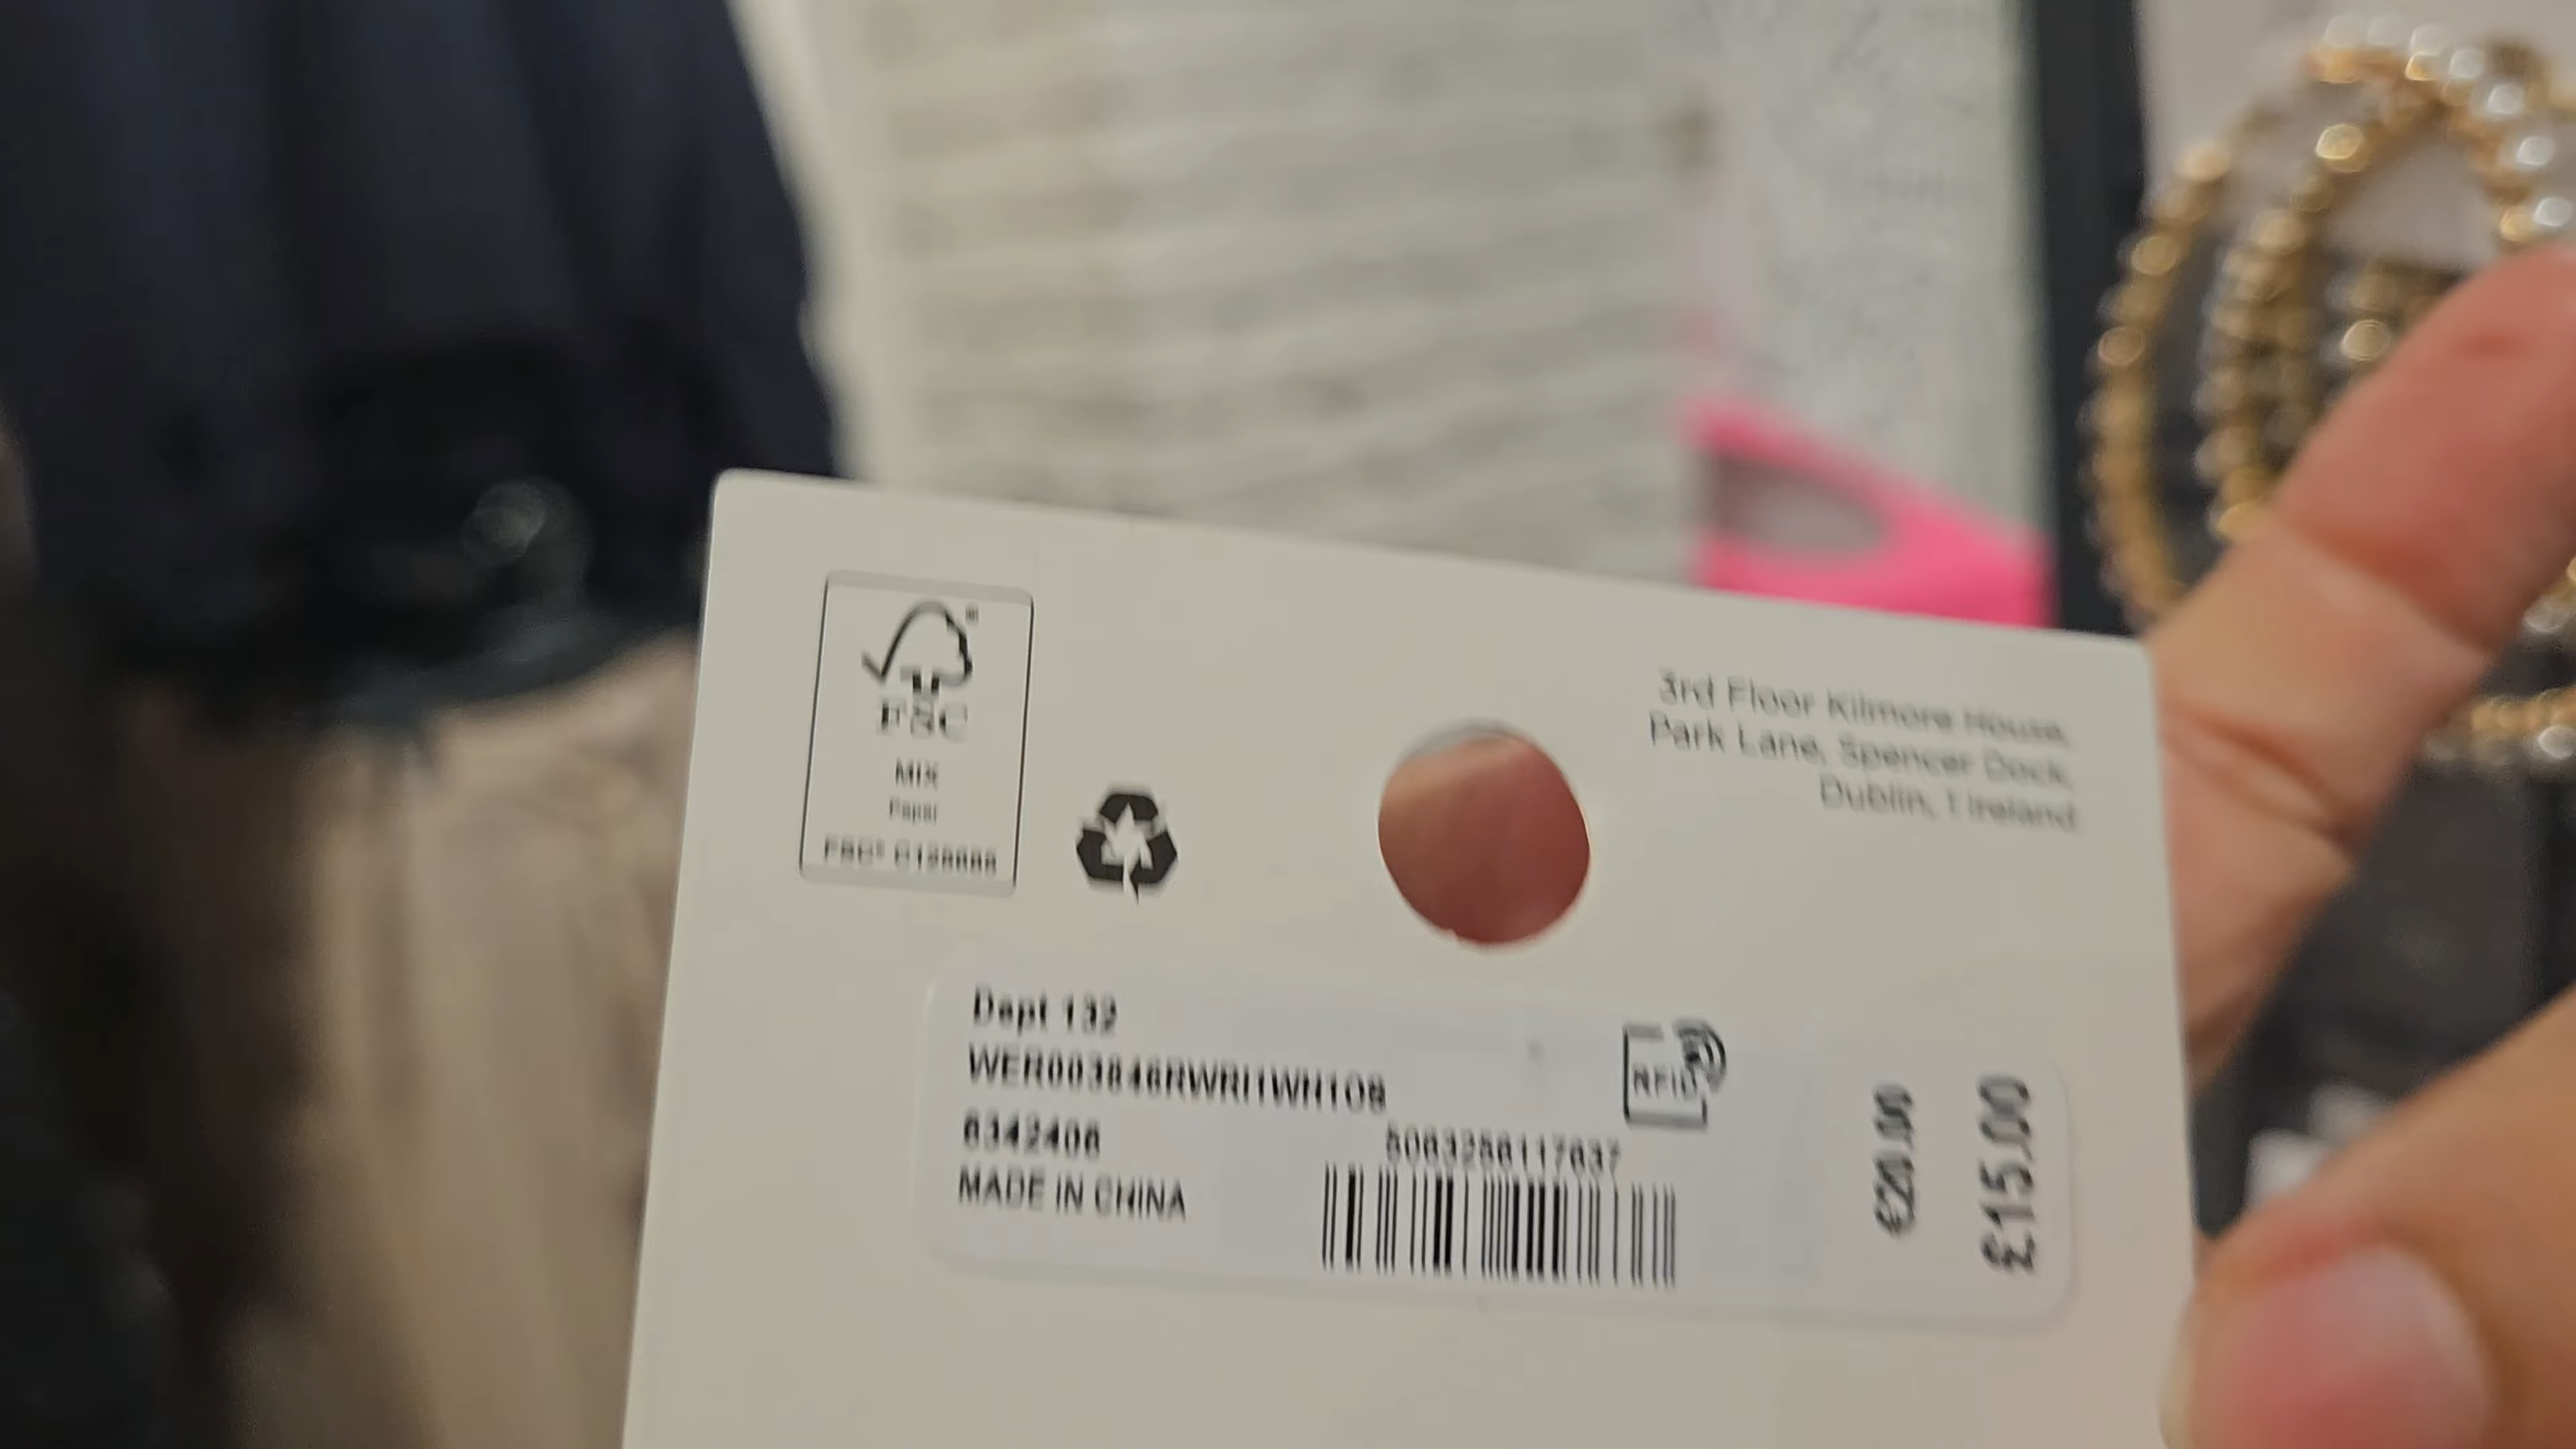 FSC
MIX
Paper
3rd Floor Kilmore House,
Park Lane, Spencer Dock,
Dublin, 1 Ireland
Dept 132
RFID
6342406
5063256117637
MADE IN CHINA
€20.00
£15.00